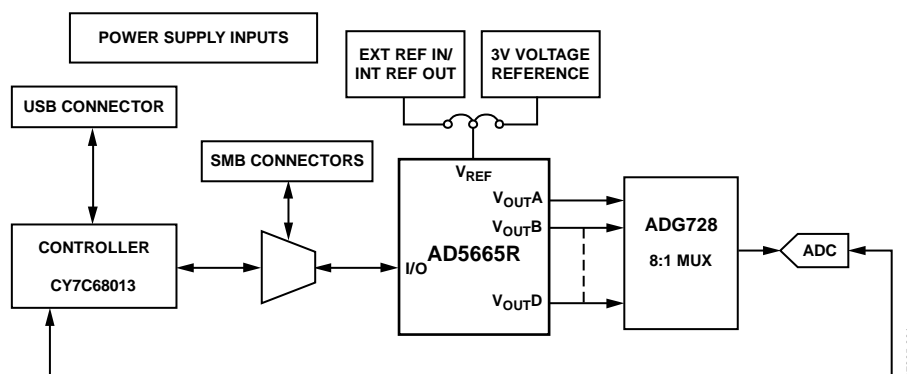 POWER SUPPLY INPUTS
EXT REF IN/
INT REF OUT
3V VOLTAGE
REFERENCE
USB CONNECTOR
SMB CONNECTORS
VREF
VOUTA
VOUTB
AD5665R
I/O
VOUTD
CONTROLLER
CY7C68013
ADG728
8:1 MUX
ADC